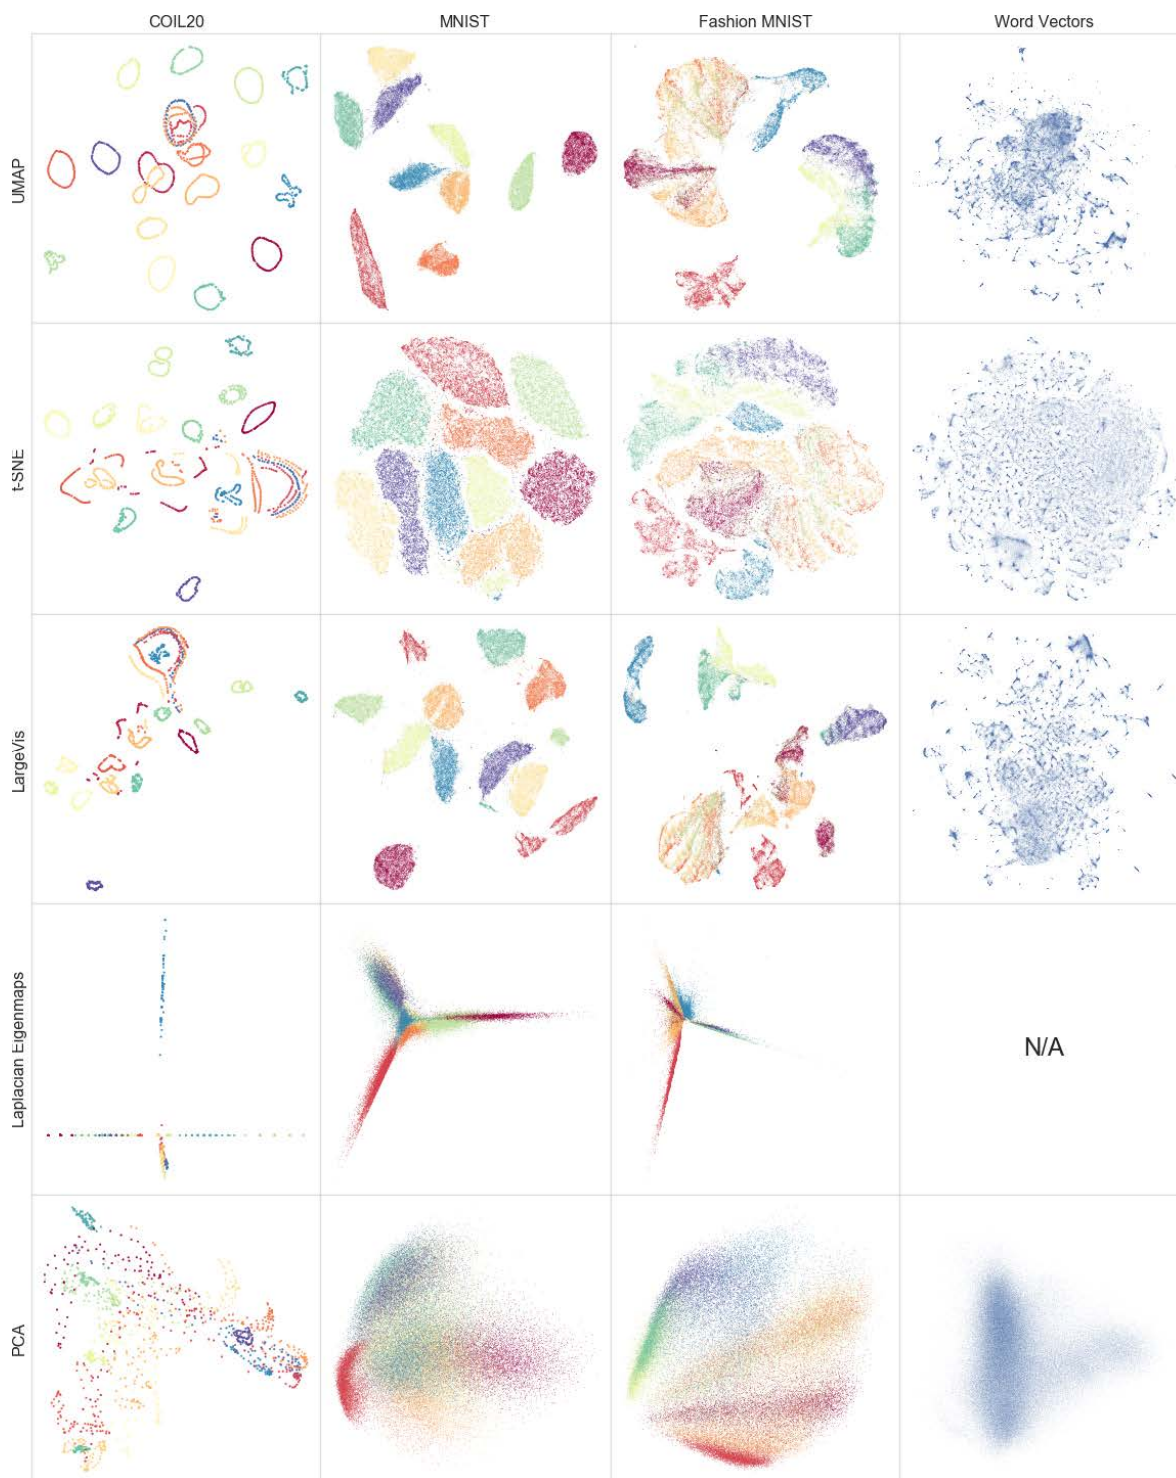 COIL20 MNIST Fashion MNIST Word Vectors
UMAP
t-SNE
LargeVis
Laplacian Eigenmaps
N/A
PCA